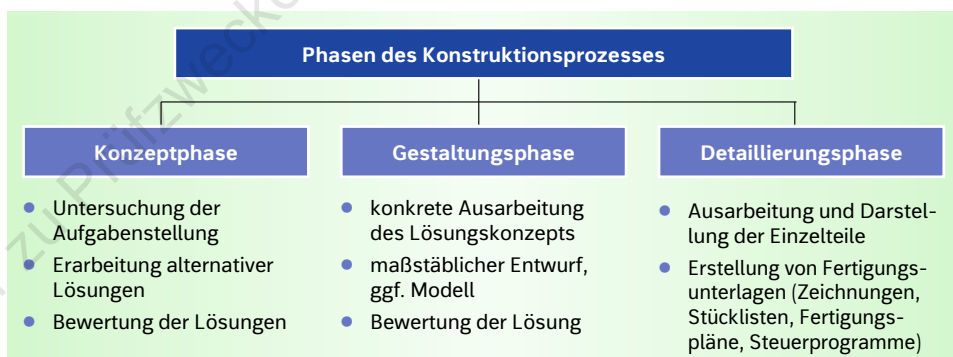 Phasen des Konstruktionsprozesses
Konzeptphase
Untersuchung der
Aufgabenstellung
Erarbeitung alternativer
Lösungen
Bewertung der Lösungen
Gestaltungsphase
konkrete Ausarbeitung
des Lösungskonzepts
maßstäblicher Entwurf,
ggf. Modell
Bewertung der Lösung
Detaillierungsphase
Ausarbeitung und Darstel-
lung der Einzelteile
Erstellung von Fertigungs-
unterlagen (Zeichnungen,
Stücklisten, Fertigungs-
pläne, Steuerprogramme)
zu Prüfzwecke